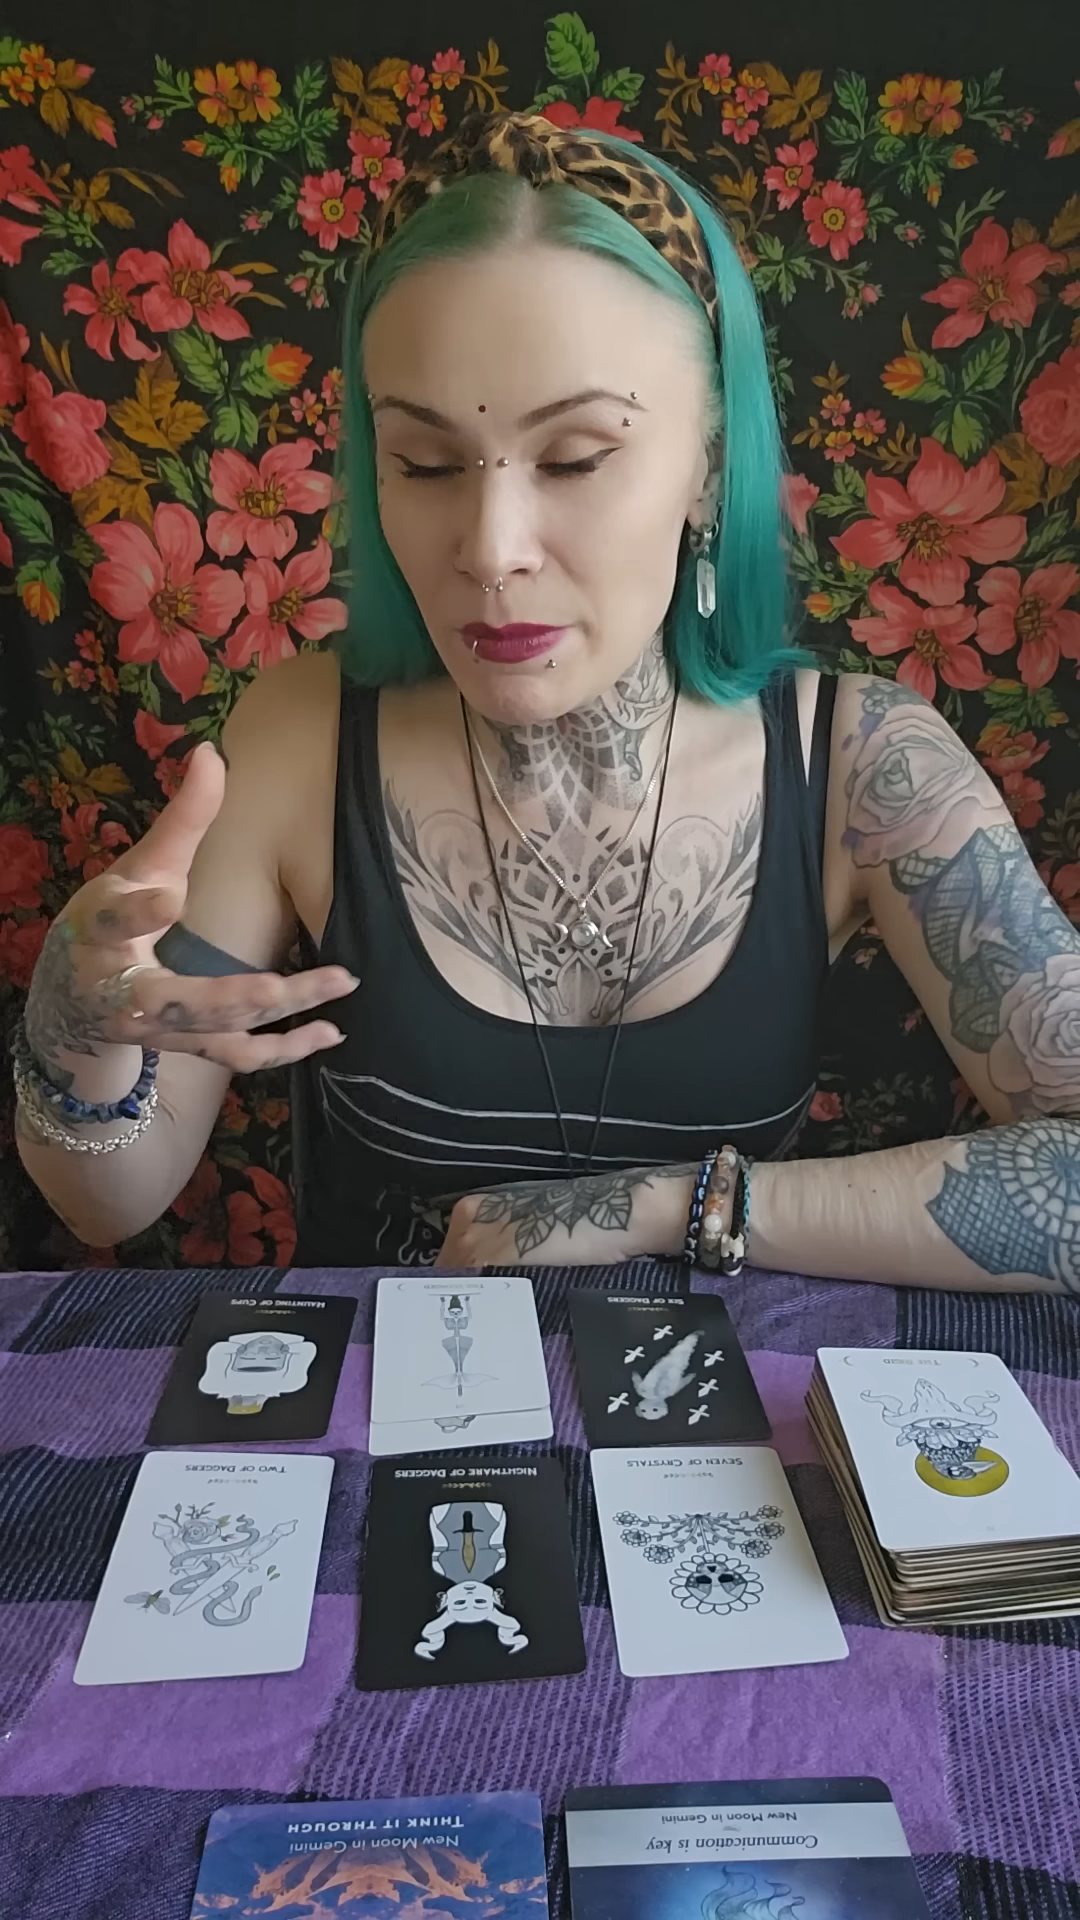 HAUNTING OF CUPS
THE HANGED
SIX OF DAGGERS
TWO OF DAGGERS
NIGHTMARE OF DAGGERS
SEVEN OF CRYSTALS
New Moon in Gemini
THINK IT THROUGH
Communication is key
New Moon in Gemini